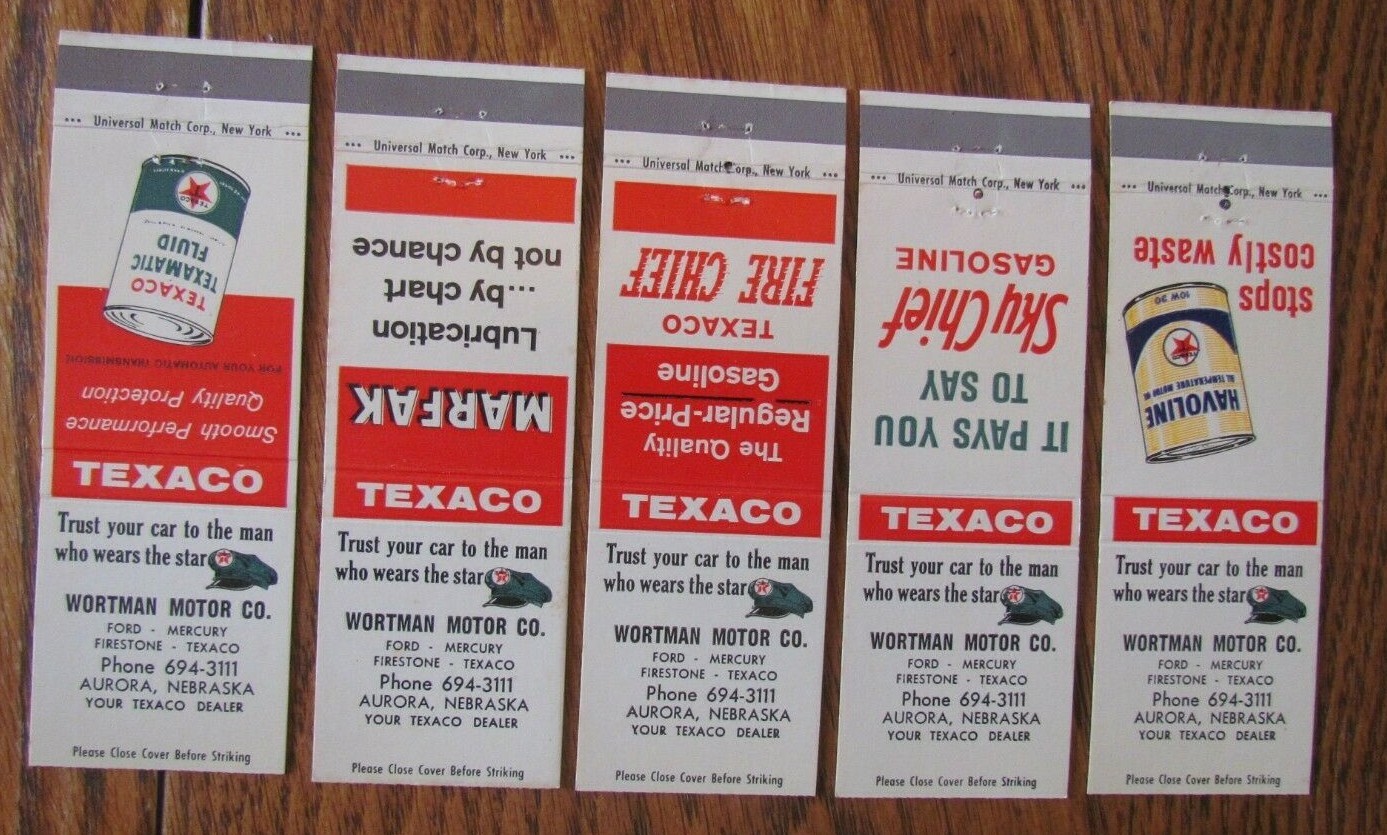 ••• Universal Match Corp., New York •••
TEXACO
TEXACO
TEXAMATIC
FLUID
FOR YOUR AUTOMATIC TRANSMISSION
Smooth Performance
Quality Protection
TEXACO
Trust your car to the man
who wears the star
WORTMAN MOTOR CO.
FORD - MERCURY
FIRESTONE - TEXACO
Phone 694-3111
AURORA, NEBRASKA
YOUR TEXACO DEALER
Please Close Cover Before Striking
••• Universal Match Corp., New York •••
MARFAK
Lubrication
...by chart
not by chance
TEXACO
Trust your car to the man
who wears the star
WORTMAN MOTOR CO.
FORD - MERCURY
FIRESTONE - TEXACO
Phone 694-3111
AURORA, NEBRASKA
YOUR TEXACO DEALER
Please Close Cover Before Striking
••• Universal Match Corp., New York •••
The Quality
Regular-Price
Gasoline
TEXACO
FIRE CHIEF
TEXACO
Trust your car to the man
who wears the star
WORTMAN MOTOR CO.
FORD - MERCURY
FIRESTONE - TEXACO
Phone 694-3111
AURORA, NEBRASKA
YOUR TEXACO DEALER
Please Close Cover Before Striking
••• Universal Match Corp., New York •••
IT PAYS YOU
TO SAY
Sky Chief
GASOLINE
TEXACO
Trust your car to the man
who wears the star
WORTMAN MOTOR CO.
FORD - MERCURY
FIRESTONE - TEXACO
Phone 694-3111
AURORA, NEBRASKA
YOUR TEXACO DEALER
Please Close Cover Before Striking
••• Universal Match Corp., New York •••
HAVOLINE
ALL TEMPERATURE MOTOR OIL
TEXACO
10W 30
stops
costly waste
TEXACO
Trust your car to the man
who wears the star
WORTMAN MOTOR CO.
FORD - MERCURY
FIRESTONE - TEXACO
Phone 694-3111
AURORA, NEBRASKA
YOUR TEXACO DEALER
Please Close Cover Before Striking